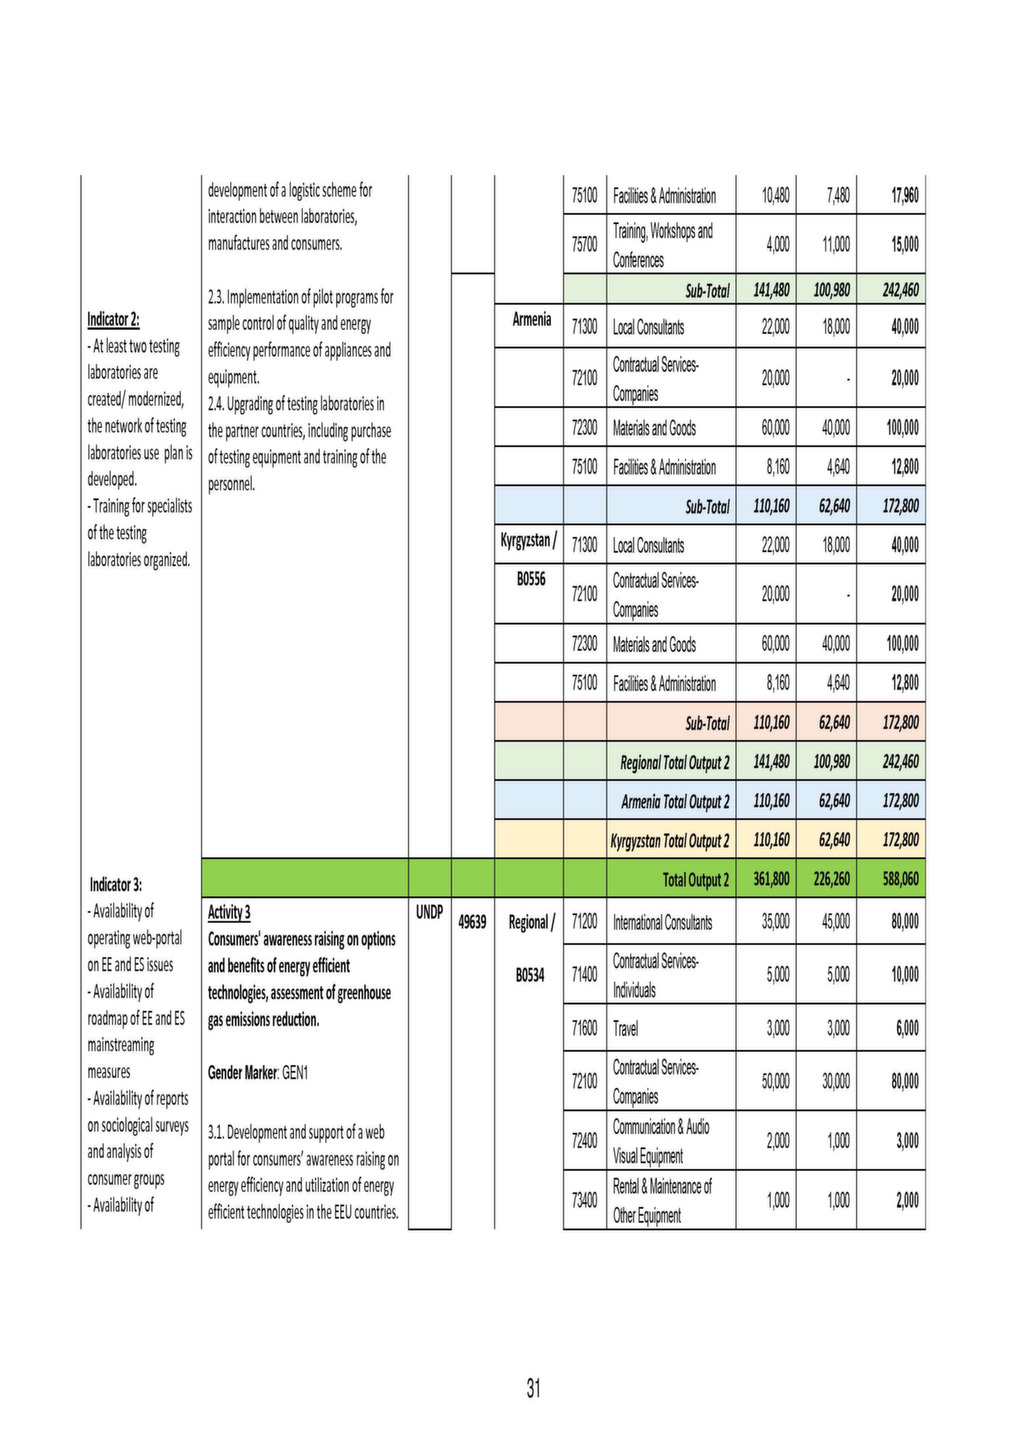 development of a logistic scheme for
interaction between laboratories,
manufactures and consumers.
2.3. Implementation of pilot programs for
sample control of quality and energy
efficiency performance of appliances and
equipment.
2.4. Upgrading of testing laboratories in
the partner countries, including purchase
of testing equipment and training of the
personnel.
Indicator 2:
- At least two testing
laboratories are
created/ modernized,
the network of testing
laboratories use plan is
developed.
- Training for specialists
of the testing
laboratories organized.
75100 Facilities & Administration 10,480 7,480 17,960
75700 Training, Workshops and
Conferences 4,000 11,000 15,000
Sub-Total 141,480 100,980 242,460
Armenia 71300 Local Consultants 22,000 18,000 40,000
72100 Contractual Services-
Companies 20,000 - 20,000
72300 Materials and Goods 60,000 40,000 100,000
75100 Facilities & Administration 8,160 4,640 12,800
Sub-Total 110,160 62,640 172,800
Kyrgyzstan / 71300 Local Consultants 22,000 18,000 40,000
B0556 72100 Contractual Services-
Companies 20,000 - 20,000
72300 Materials and Goods 60,000 40,000 100,000
75100 Facilities & Administration 8,160 4,640 12,800
Sub-Total 110,160 62,640 172,800
Regional Total Output 2 141,480 100,980 242,460
Armenia Total Output 2 110,160 62,640 172,800
Kyrgyzstan Total Output 2 110,160 62,640 172,800
Total Output 2 361,800 226,260 588,060
Indicator 3:
- Availability of
operating web-portal
on EE and ES issues
- Availability of
roadmap of EE and ES
mainstreaming
measures
- Availability of reports
on sociological surveys
and analysis of
consumer groups
- Availability of
Activity 3
Consumers' awareness raising on options
and benefits of energy efficient
technologies, assessment of greenhouse
gas emissions reduction.
Gender Marker: GEN1
3.1. Development and support of a web
portal for consumers’ awareness raising on
energy efficiency and utilization of energy
efficient technologies in the EEU countries.
UNDP 49639 Regional / 71200 International Consultants 35,000 45,000 80,000
B0534 71400 Contractual Services-
Individuals 5,000 5,000 10,000
71600 Travel 3,000 3,000 6,000
72100 Contractual Services-
Companies 50,000 30,000 80,000
72400 Communication & Audio
Visual Equipment 2,000 1,000 3,000
73400 Rental & Maintenance of
Other Equipment 1,000 1,000 2,000
31